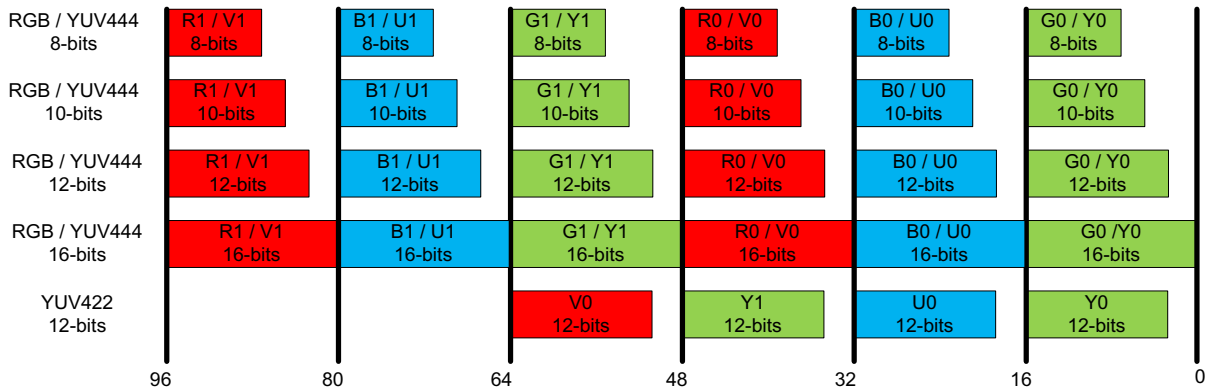 RGB / YUV444
8-bits
R1 / V1
8-bits
B1 / U1
8-bits
G1 / Y1
8-bits
R0 / V0
8-bits
B0 / U0
8-bits
G0 / Y0
8-bits
RGB / YUV444
10-bits
R1 / V1
10-bits
B1 / U1
10-bits
G1 / Y1
10-bits
R0 / V0
10-bits
B0 / U0
10-bits
G0 / Y0
10-bits
RGB / YUV444
12-bits
R1 / V1
12-bits
B1 / U1
12-bits
G1 / Y1
12-bits
R0 / V0
12-bits
B0 / U0
12-bits
G0 / Y0
12-bits
RGB / YUV444
16-bits
R1 / V1
16-bits
B1 / U1
16-bits
G1 / Y1
16-bits
R0 / V0
16-bits
B0 / U0
16-bits
G0 /Y0
16-bits
YUV422
12-bits
V0
12-bits
Y1
12-bits
U0
12-bits
Y0
12-bits
96 80 64 48 32 16 0